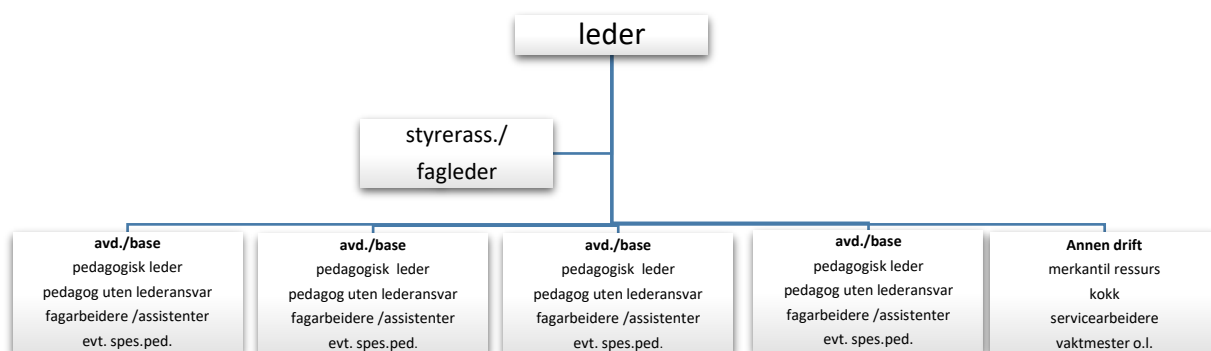 leder
styrerass./
fagleder
avd./base
pedagogisk leder
pedagog uten lederansvar
fagarbeidere /assistenter
evt. spes.ped.
avd./base
pedagogisk leder
pedagog uten lederansvar
fagarbeidere /assistenter
evt. spes.ped.
avd./base
pedagogisk leder
pedagog uten lederansvar
fagarbeidere /assistenter
evt. spes.ped.
avd./base
pedagogisk leder
pedagog uten lederansvar
fagarbeidere /assistenter
evt. spes.ped.
Annen drift
merkantil ressurs
kokk
servicearbeidere
vaktmester o.l.